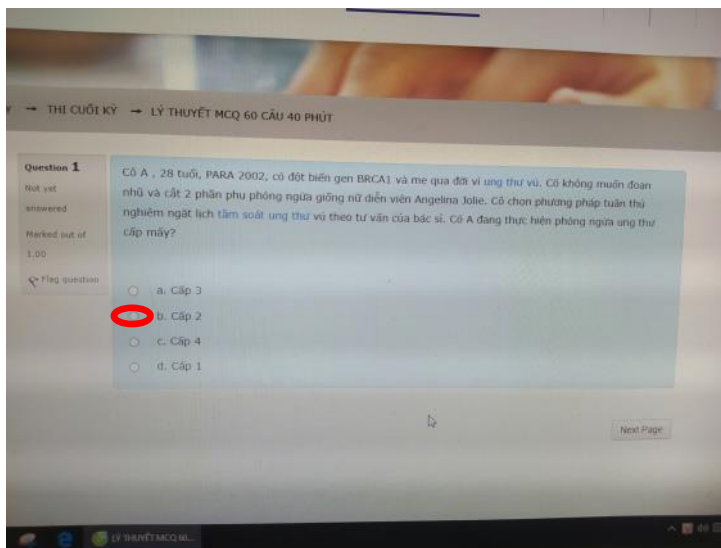 → THI CUỐI KỲ → LÝ THUYẾT MCQ 60 CÂU 40 PHÚT
Question 1
Not yet
answered
Marked out of
1.00
Flag question
Cô A , 28 tuổi, PARA 2002, có đột biến gen BRCA1 và mẹ qua đời vì ung thư vú. Cô không muốn đoạn
nhũ và cắt 2 phần phụ phòng ngừa giống nữ diễn viên Angelina Jolie. Cô chọn phương pháp tuân thủ
nghiêm ngặt lịch tầm soát ung thư vú theo tư vấn của bác sĩ. Cô A đang thực hiện phòng ngừa ung thư
cấp mấy?
a. Cấp 3
b. Cấp 2
c. Cấp 4
d. Cấp 1
Next Page
LÝ THUYẾT MCQ 60...